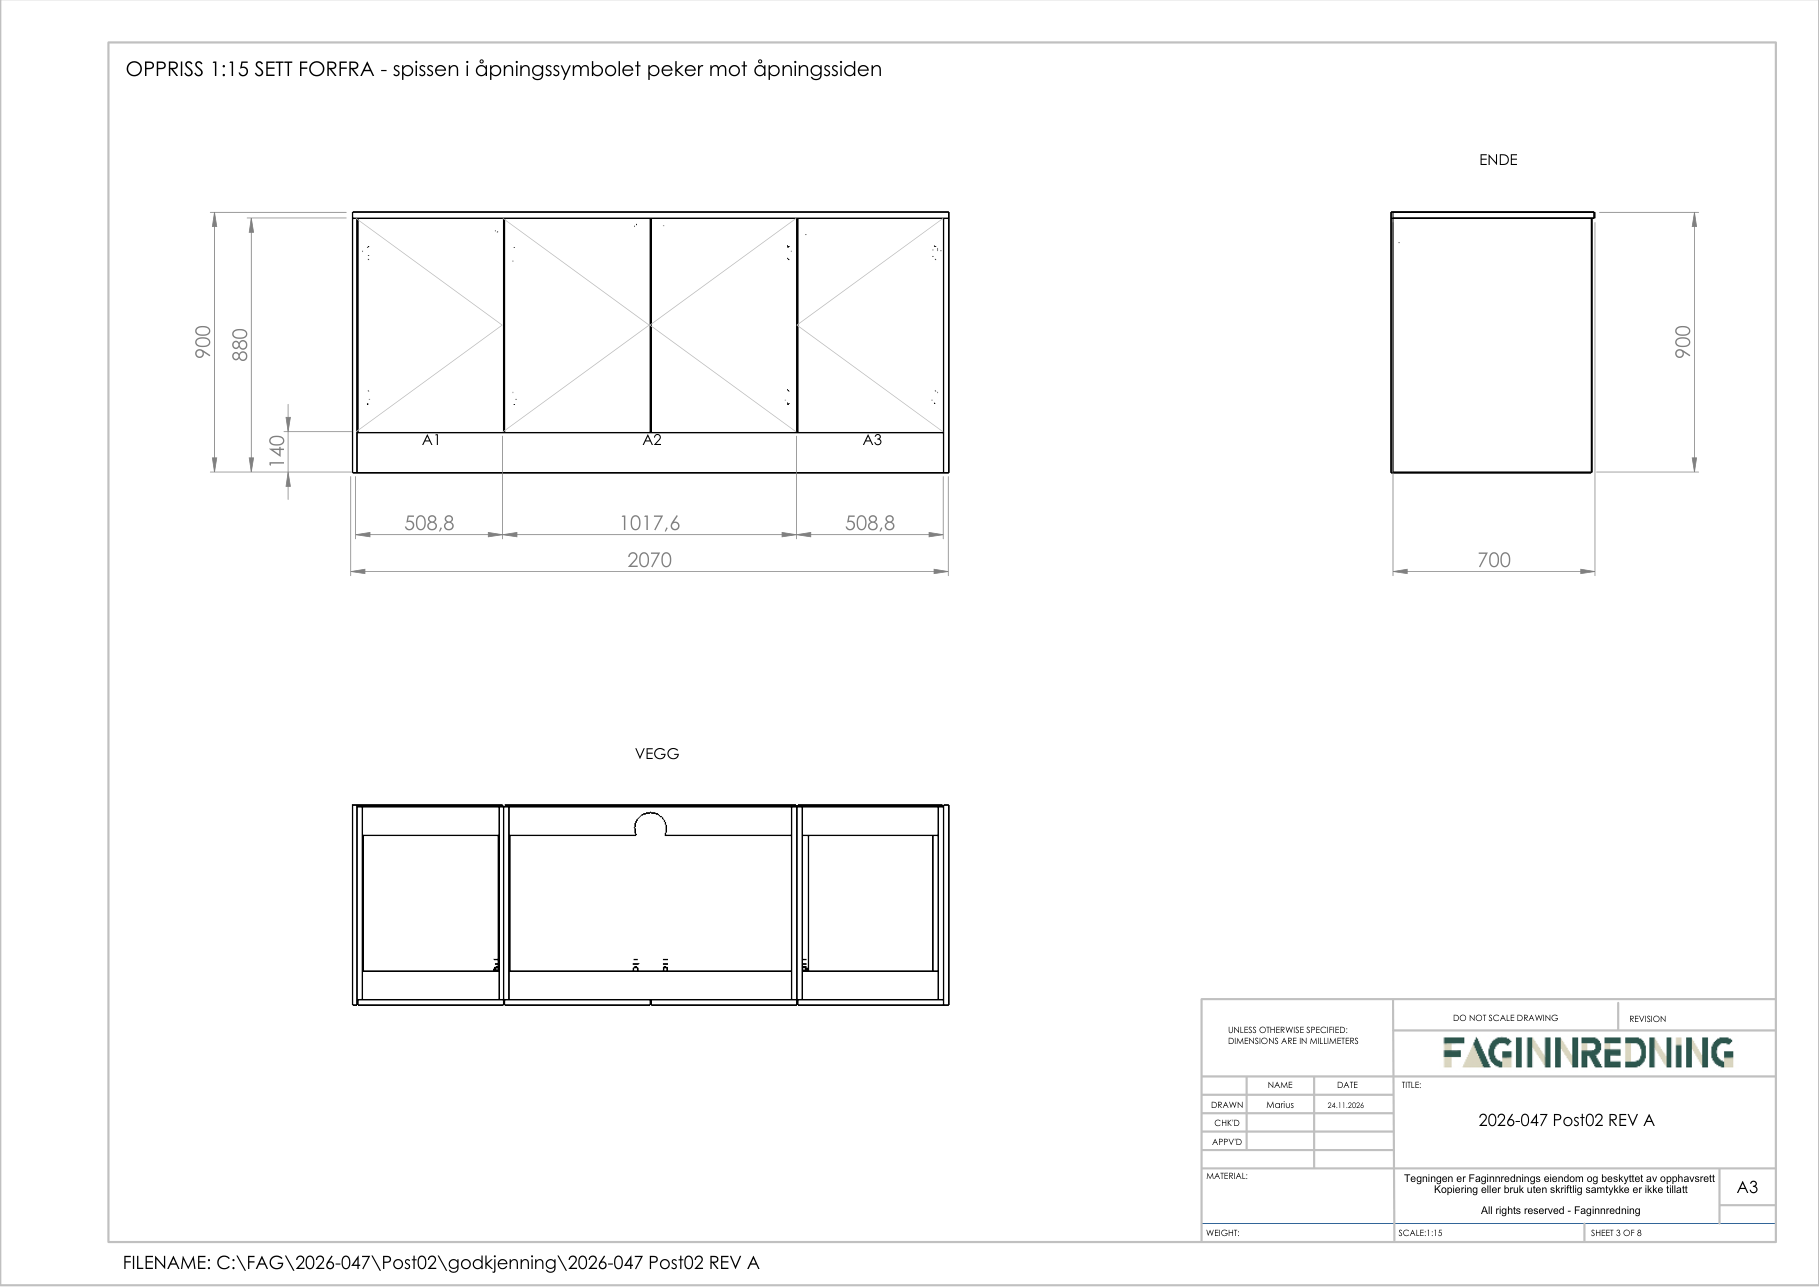 OPPRISS 1:15 SETT FORFRA - spissen i åpningssymbolet peker mot åpningssiden
ENDE
900
880
140
A1
A2
A3
508,8
1017,6
508,8
2070
900
700
VEGG
UNLESS OTHERWISE SPECIFIED:
DIMENSIONS ARE IN MILLIMETERS
DO NOT SCALE DRAWING
REVISION
FAGINNREDNiNG
NAME
DATE
DRAWN
Marius
24.11.2026
CHK'D
APPV'D
TITLE:
2026-047 Post02 REV A
MATERIAL:
Tegningen er Faginnrednings eiendom og beskyttet av opphavsrett
Kopiering eller bruk uten skriftlig samtykke er ikke tillatt
All rights reserved - Faginnredning
A3
WEIGHT:
SCALE:1:15
SHEET 3 OF 8
FILENAME: C:\FAG\2026-047\Post02\godkjenning\2026-047 Post02 REV A